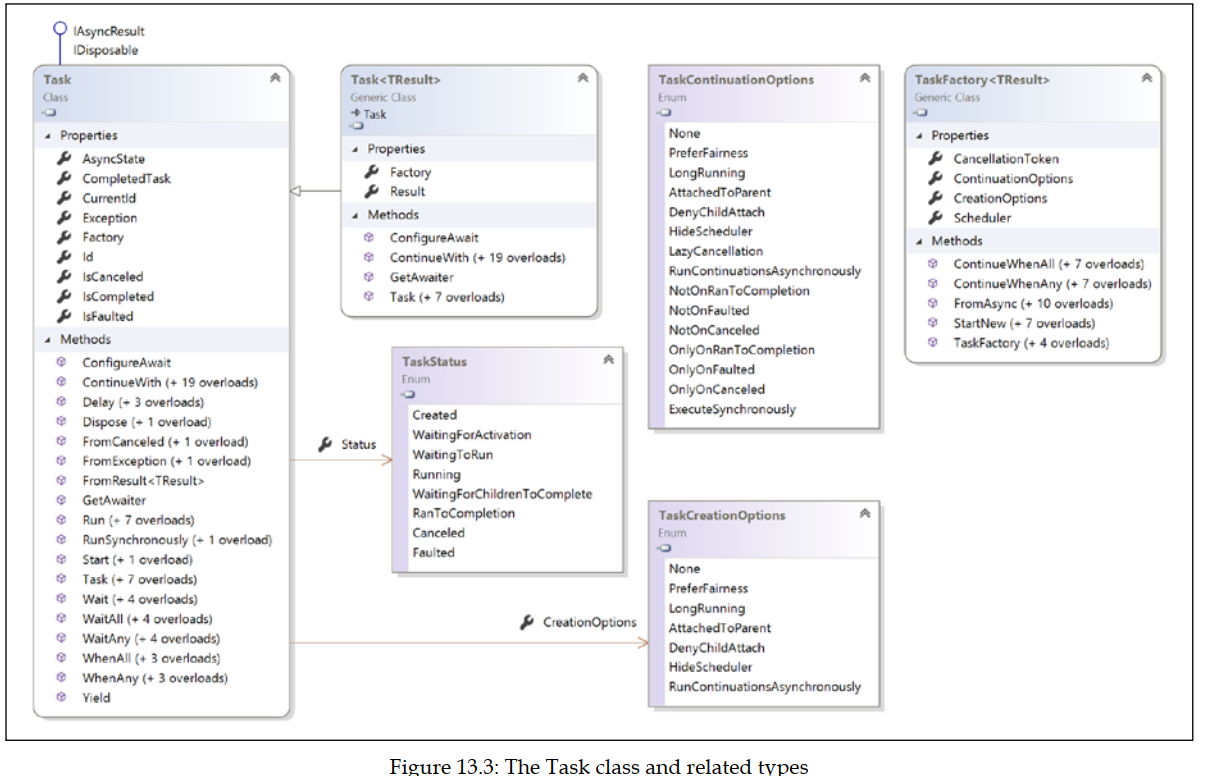 IAsyncResult
IDisposable
Task
Class
Properties
AsyncState
CompletedTask
CurrentId
Exception
Factory
Id
IsCanceled
IsCompleted
IsFaulted
Methods
ConfigureAwait
ContinueWith (+ 19 overloads)
Delay (+ 3 overloads)
Dispose (+ 1 overload)
FromCanceled (+ 1 overload)
FromException (+ 1 overload)
FromResult<TResult>
GetAwaiter
Run (+ 7 overloads)
RunSynchronously (+ 1 overload)
Start (+ 1 overload)
Task (+ 7 overloads)
Wait (+ 4 overloads)
WaitAll (+ 4 overloads)
WaitAny (+ 4 overloads)
WhenAll (+ 3 overloads)
WhenAny (+ 3 overloads)
Yield
Task<TResult>
Generic Class
Task
Properties
Factory
Result
Methods
ConfigureAwait
ContinueWith (+ 19 overloads)
GetAwaiter
Task (+ 7 overloads)
Status
TaskStatus
Enum
Created
WaitingForActivation
WaitingToRun
Running
WaitingForChildrenToComplete
RanToCompletion
Canceled
Faulted
CreationOptions
TaskContinuationOptions
Enum
None
PreferFairness
LongRunning
AttachedToParent
DenyChildAttach
HideScheduler
LazyCancellation
RunContinuationsAsynchronously
NotOnRanToCompletion
NotOnFaulted
NotOnCanceled
OnlyOnRanToCompletion
OnlyOnFaulted
OnlyOnCanceled
ExecuteSynchronously
TaskCreationOptions
Enum
None
PreferFairness
LongRunning
AttachedToParent
DenyChildAttach
HideScheduler
RunContinuationsAsynchronously
TaskFactory<TResult>
Generic Class
Properties
CancellationToken
ContinuationOptions
CreationOptions
Scheduler
Methods
ContinueWhenAll (+ 7 overloads)
ContinueWhenAny (+ 7 overloads)
FromAsync (+ 10 overloads)
StartNew (+ 7 overloads)
TaskFactory (+ 4 overloads)
Figure 13.3: The Task class and related types